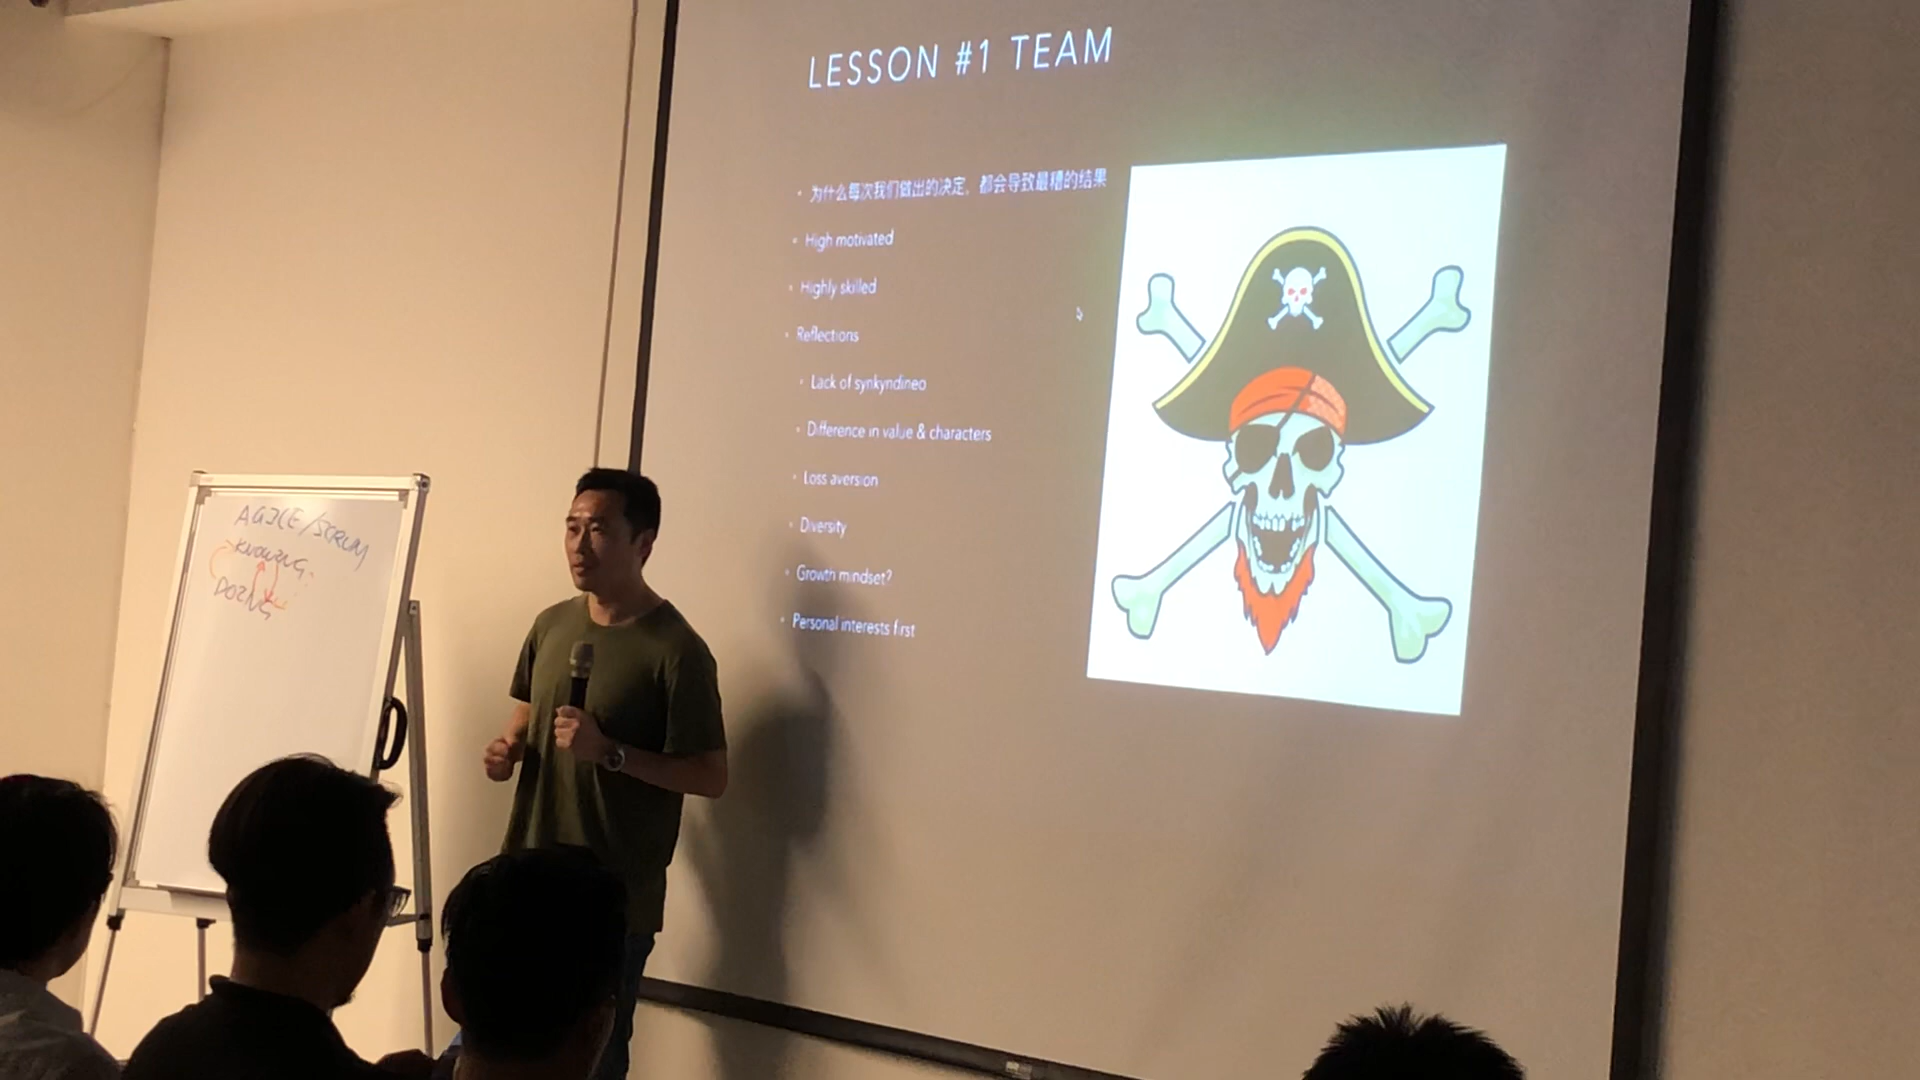 LESSON #1 TEAM
为什么每次我们做出的决定，都会导致最糟的结果
High motivated
Highly skilled
Reflections
Lack of synkyndineo
Difference in value & characters
Loss aversion
Diversity
Growth mindset?
Personal interests first
AGILE/SCRUM
KNOWING
DOING